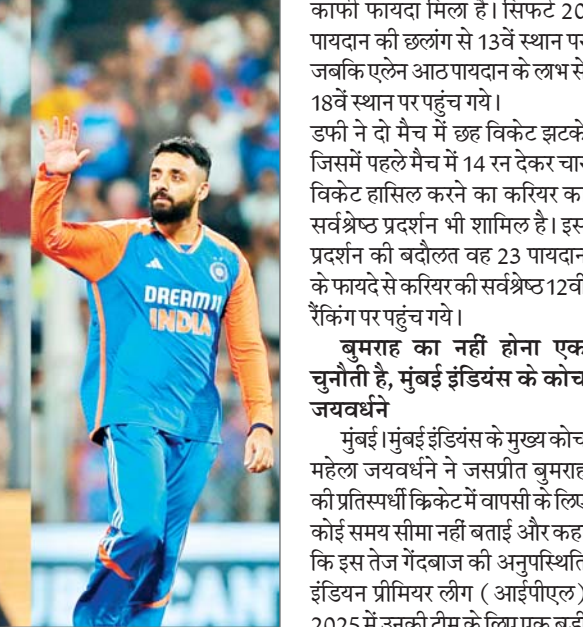 DREAM11
INDIA
काफी फायदा मिला है। सिफर्ट 20
पायदान की छलांग से 13वें स्थान पर
जबकि एलेन आठ पायदान के लाभ से
18वें स्थान पर पहुंच गये।
डफी ने दो मैच में छह विकेट झटके
जिसमें पहले मैच में 14 रन देकर चार
विकेट हासिल करने का करियर का
सर्वश्रेष्ठ प्रदर्शन भी शामिल है। इस
प्रदर्शन की बदौलत वह 23 पायदान
के फायदे से करियर की सर्वश्रेष्ठ 12वीं
रैंकिंग पर पहुंच गये।
बुमराह का नहीं होना एक
चुनौती है, मुंबई इंडियंस के कोच
जयवर्धने
मुंबई। मुंबई इंडियंस के मुख्य कोच
महेला जयवर्धने ने जसप्रीत बुमराह
की प्रतिस्पर्धी क्रिकेट में वापसी के लिए
कोई समय सीमा नहीं बताई और कहा
कि इस तेज गेंदबाज की अनुपस्थिति
इंडियन प्रीमियर लीग ( आईपीएल)
2025 में उनकी टीम के लिए एक बड़ी